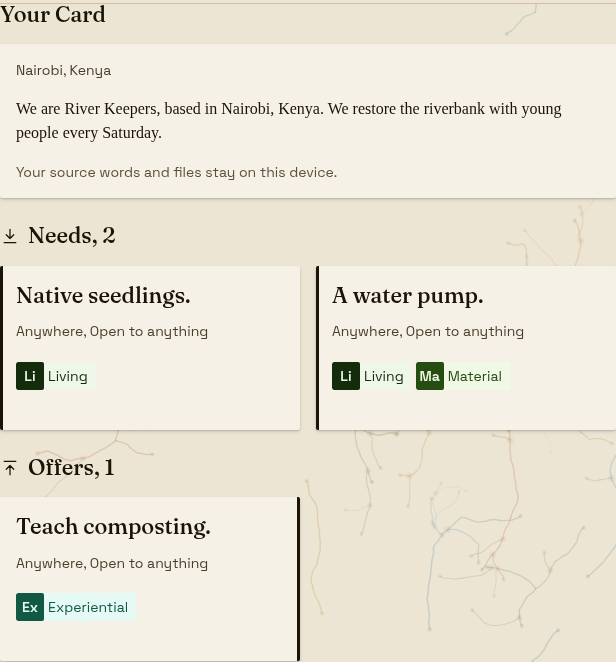 Your Card
Nairobi, Kenya
We are River Keepers, based in Nairobi, Kenya. We restore the riverbank with young
people every Saturday.
Your source words and files stay on this device.
Needs, 2
Native seedlings.
Anywhere, Open to anything
Li Living
A water pump.
Anywhere, Open to anything
Li Living Ma Material
Offers, 1
Teach composting.
Anywhere, Open to anything
Ex Experiential